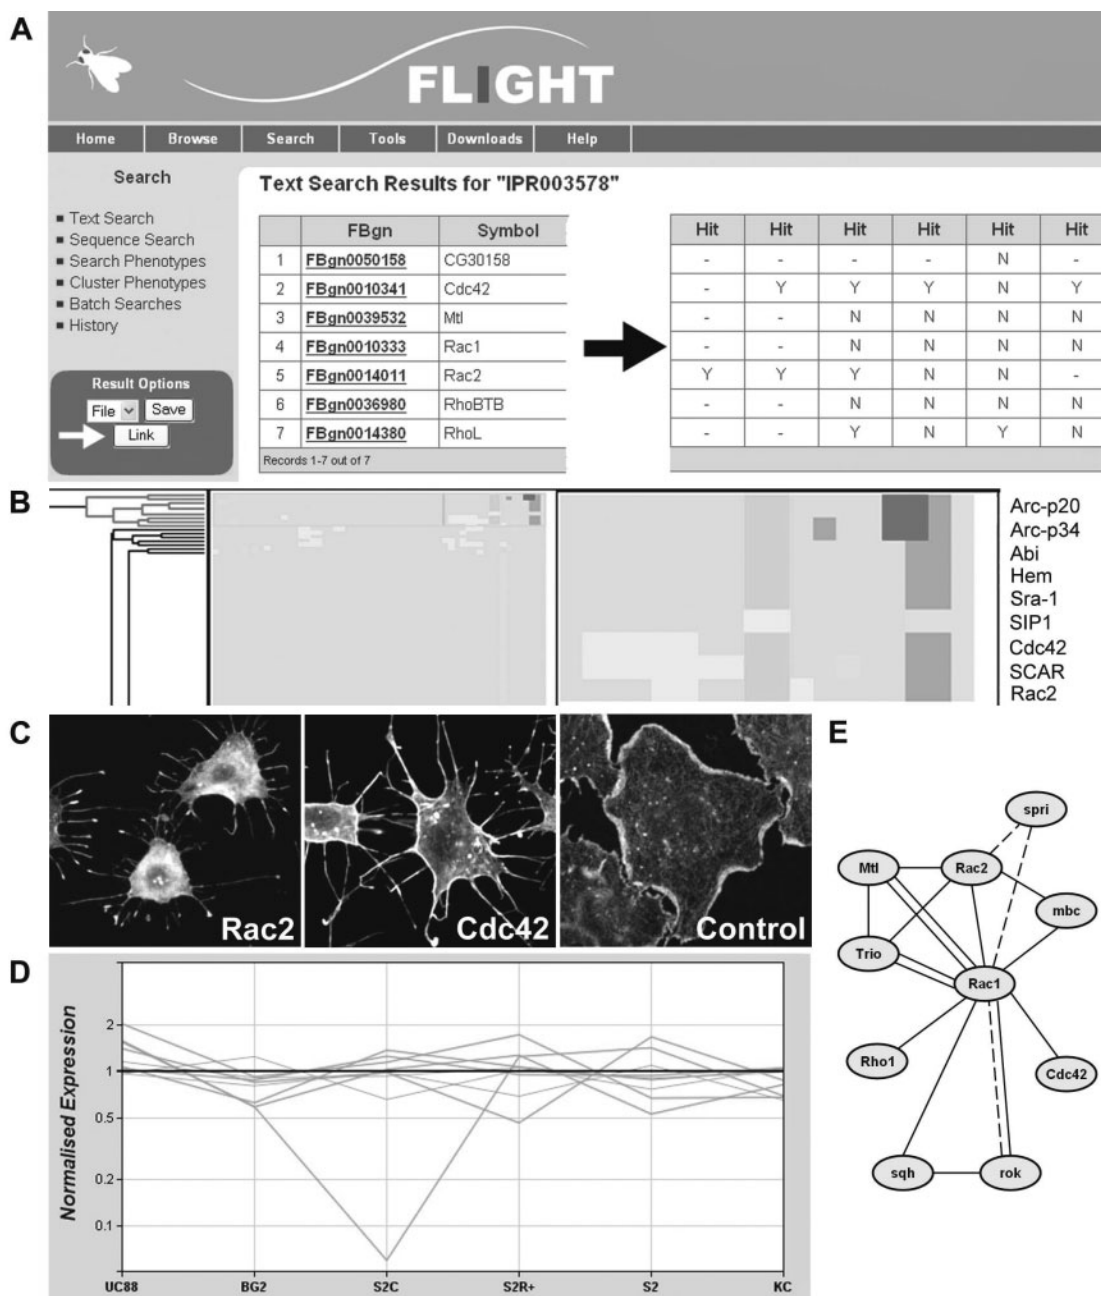 A
FLIGHT
Home Browse Search Tools Downloads Help
Search
Text Search
Sequence Search
Search Phenotypes
Cluster Phenotypes
Batch Searches
History
Result Options
File Save
Link
Text Search Results for "IPR003578"
FBgn Symbol
1 FBgn0050158 CG30158
2 FBgn0010341 Cdc42
3 FBgn0039532 Mtl
4 FBgn0010333 Rac1
5 FBgn0014011 Rac2
6 FBgn0036980 RhoBTB
7 FBgn0014380 RhoL
Records 1-7 out of 7
Hit Hit Hit Hit Hit Hit
- - - - N -
- Y Y Y N Y
- - N N N N
- - N N N N
Y Y Y N N -
- - N N N N
- - Y N Y N
B
Arc-p20
Arc-p34
Abi
Hem
Sra-1
SIP1
Cdc42
SCAR
Rac2
C
Rac2
Cdc42
Control
D
Normalised Expression
2
1
0.5
0.2
0.1
UC88 BG2 S2C S2R+ S2 KC
E
spri
Mtl
Rac2
mbc
Trio
Rac1
Rho1
Cdc42
sqh
rok